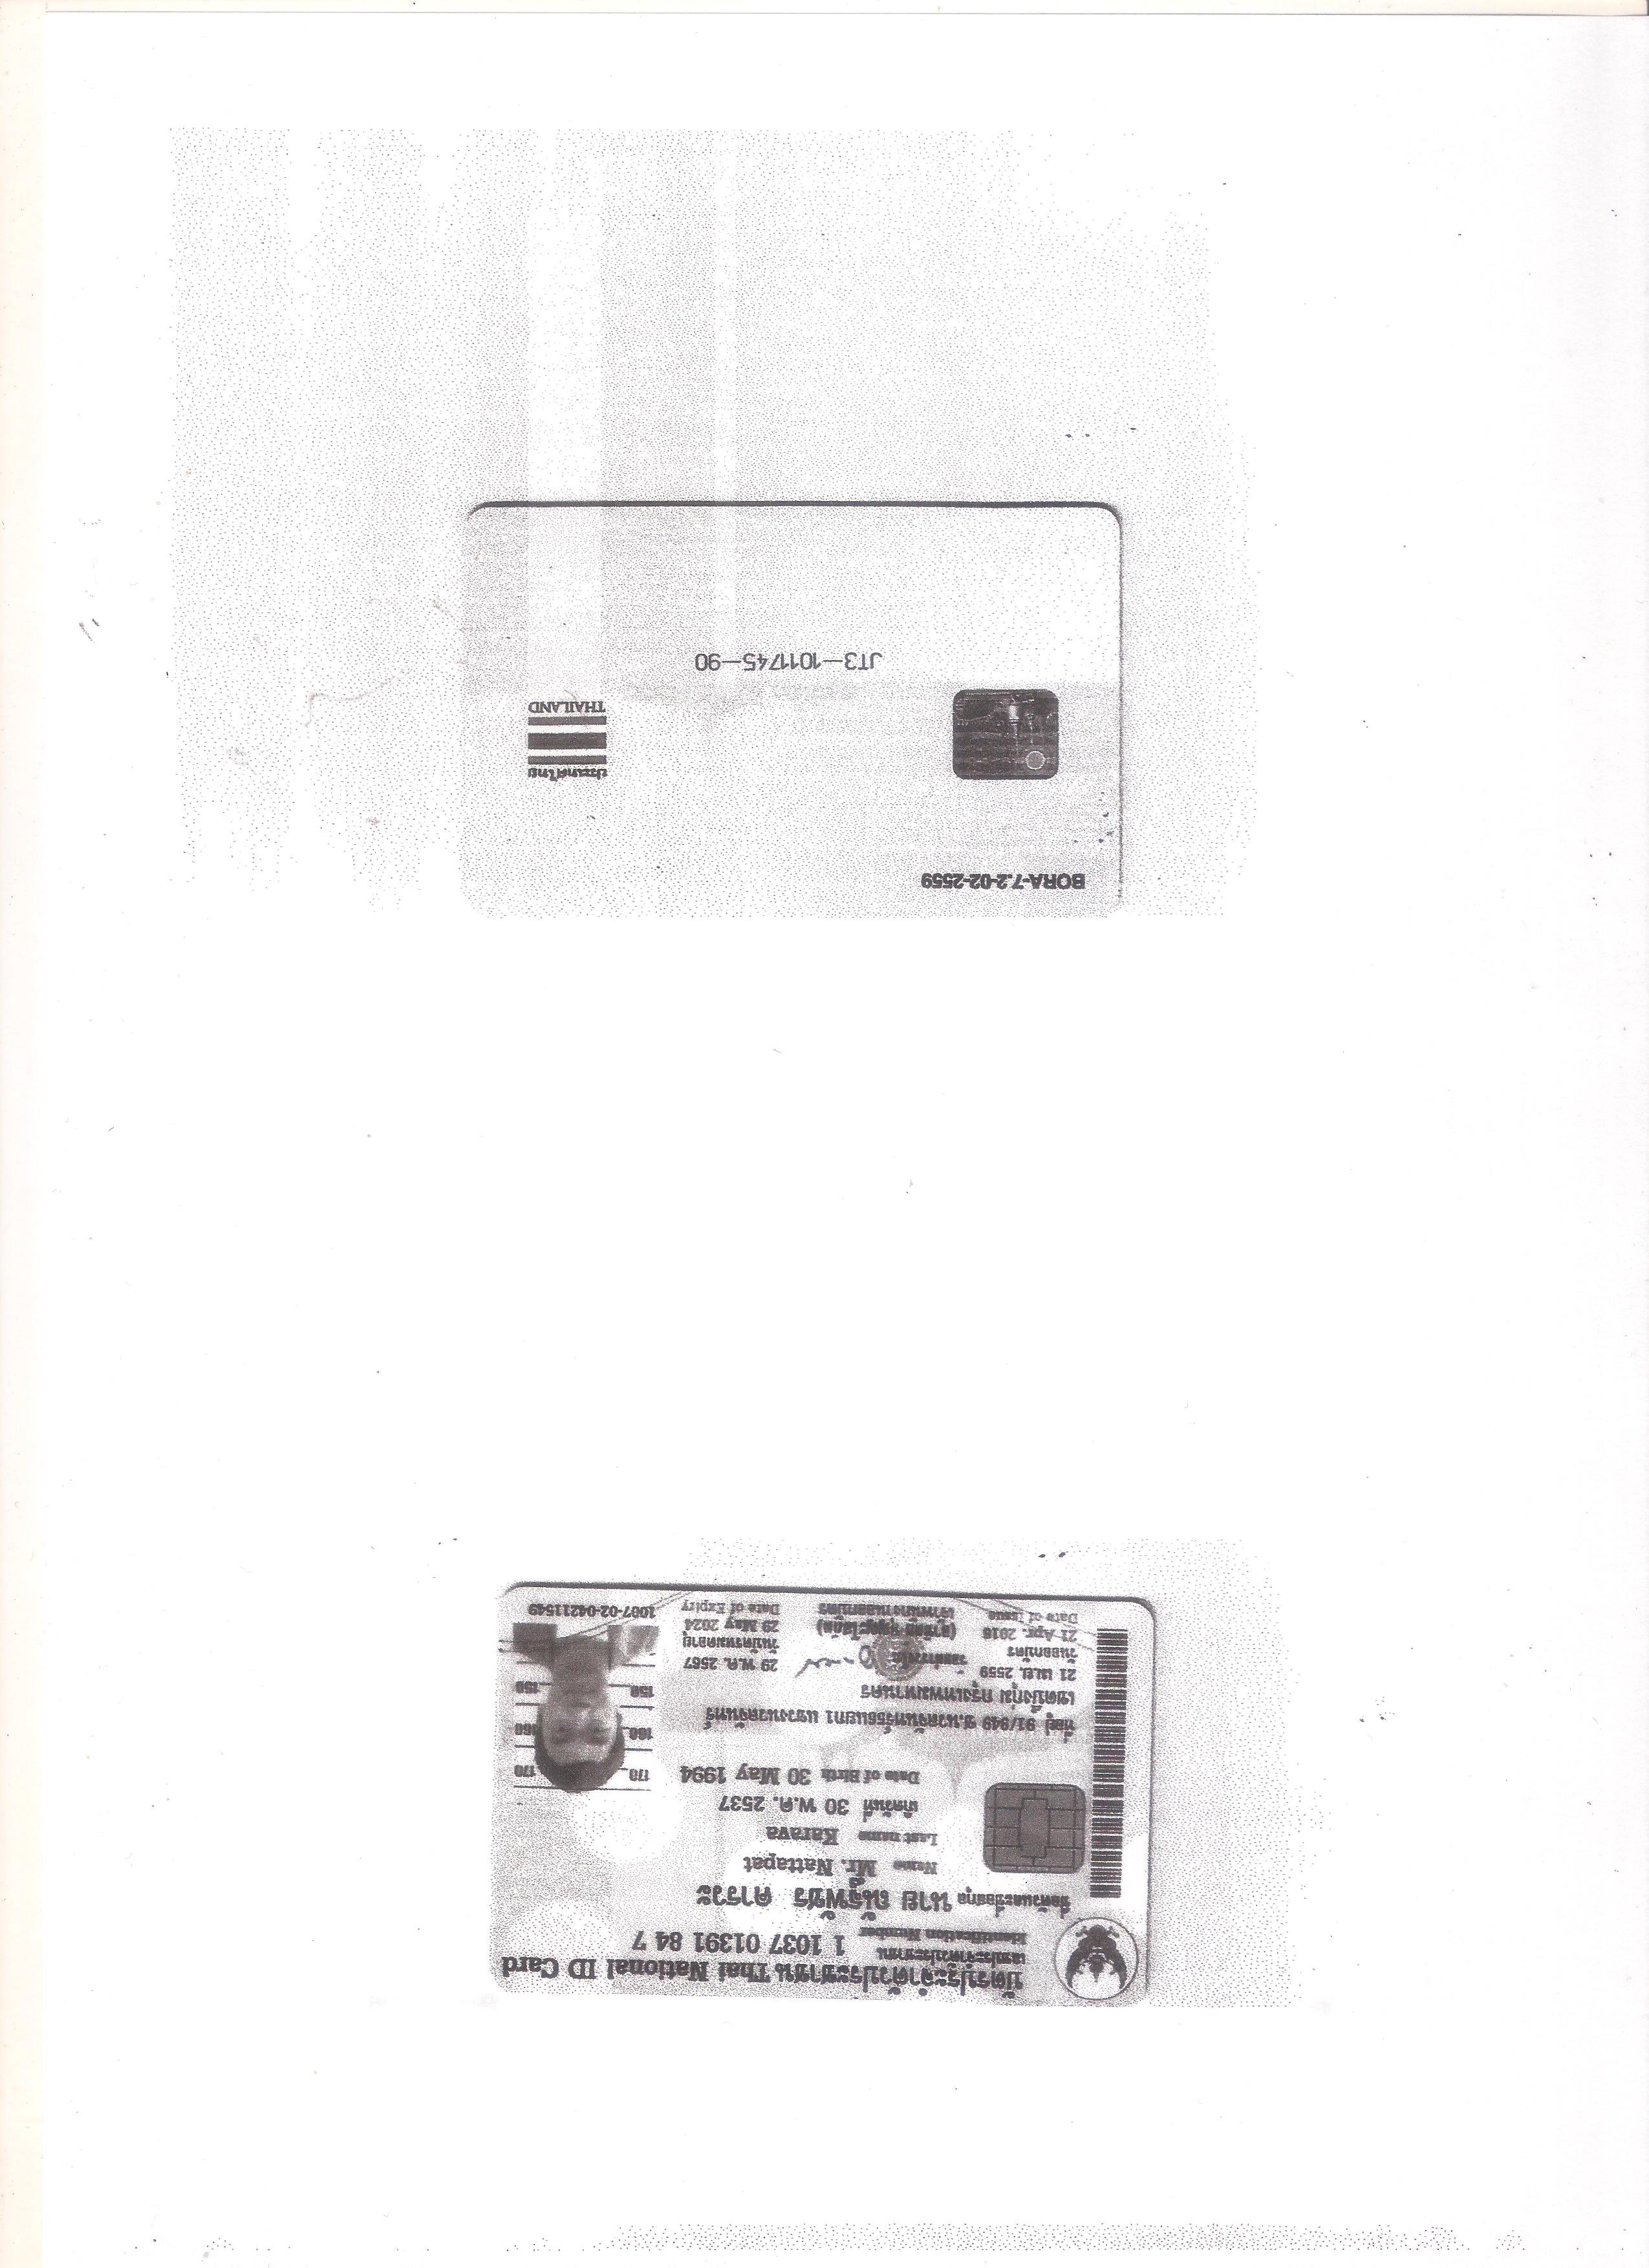 บัตรประจำตัวประชาชน Thai National ID Card
เลขประจำตัวประชาชน
Identification Number 1 1037 01391 84 7
ชื่อตัวและชื่อสกุล นาย ณัฐพัชร คารวะ
Name Mr. Nattapat
Last name Karava
เกิดวันที่ 30 พ.ค. 2537
Date of Birth 30 May 1994
170 170
160 160
150 150
ที่อยู่ 91/949 ซ.นวลจันทร์56แยก1 แขวงนวลจันทร์
เขตบึงกุ่ม กรุงเทพมหานคร
21 เม.ย. 2559
วันออกบัตร
21 Apr. 2016
Date of Issue
เจ้าพนักงานออกบัตร
29 พ.ค. 2567
วันบัตรหมดอายุ
29 May 2024
Date of Expiry
1007-02-04211549
BORA-7.2-02-2559
ประเทศไทย
THAILAND
JT3-1011745-90